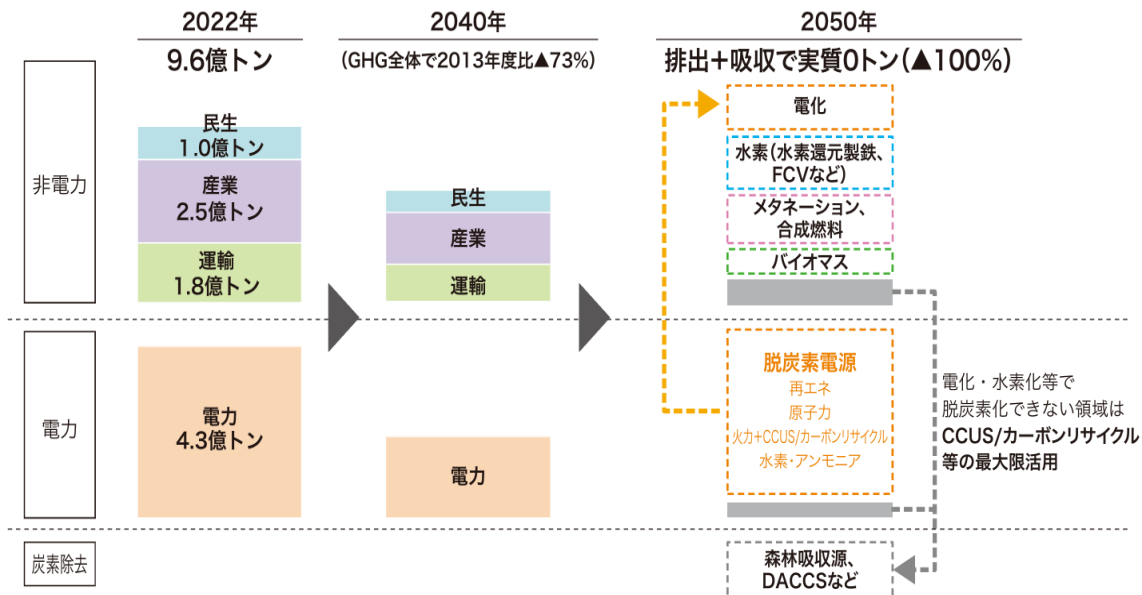 2022年
9.6億トン
2040年
(GHG全体で2013年度比▲73%)
2050年
排出+吸収で実質0トン(▲100%)
非電力
民生
1.0億トン
産業
2.5億トン
運輸
1.8億トン
民生
産業
運輸
電化
水素(水素還元製鉄、
FCVなど)
メタネーション、
合成燃料
バイオマス
電力
電力
4.3億トン
電力
脱炭素電源
再エネ
原子力
火力+CCUS/カーボンリサイクル
水素・アンモニア
電化・水素化等で
脱炭素化できない領域は
CCUS/カーボンリサイクル
等の最大限活用
炭素除去
森林吸収源、
DACCSなど